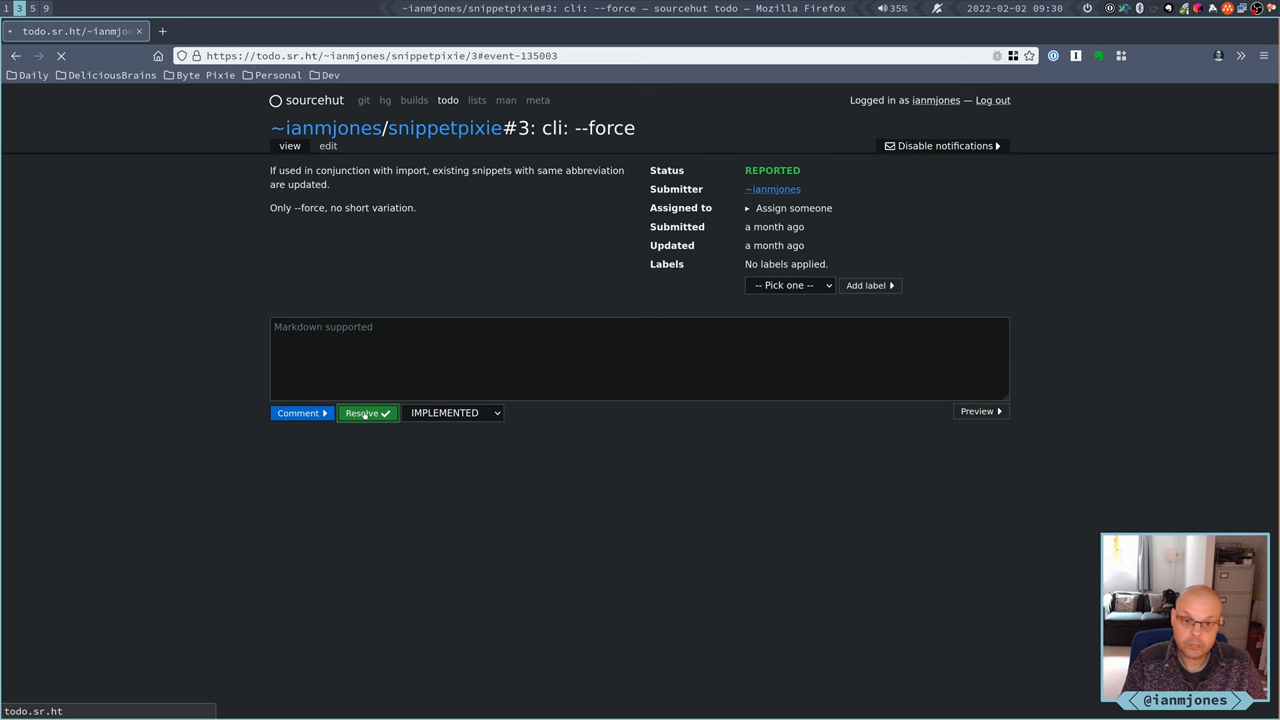 1 3 5 9
~ianmjones/snippetpixie#3: cli: --force — sourcehut todo — Mozilla Firefox
35%
2022-02-02 09:30
todo.sr.ht/~ianmjon
https://todo.sr.ht/~ianmjones/snippetpixie/3#event-135003
Daily
DeliciousBrains
Byte Pixie
Personal
Dev
sourcehut git hg builds todo lists man meta
Logged in as ianmjones — Log out
~ianmjones/snippetpixie#3: cli: --force
view edit
Disable notifications
If used in conjunction with import, existing snippets with same abbreviation
are updated.
Only --force, no short variation.
Status REPORTED
Submitter ~ianmjones
Assigned to Assign someone
Submitted a month ago
Updated a month ago
Labels No labels applied.
-- Pick one -- Add label
Markdown supported
Comment Resolve IMPLEMENTED
Preview
@ianmjones
todo.sr.ht